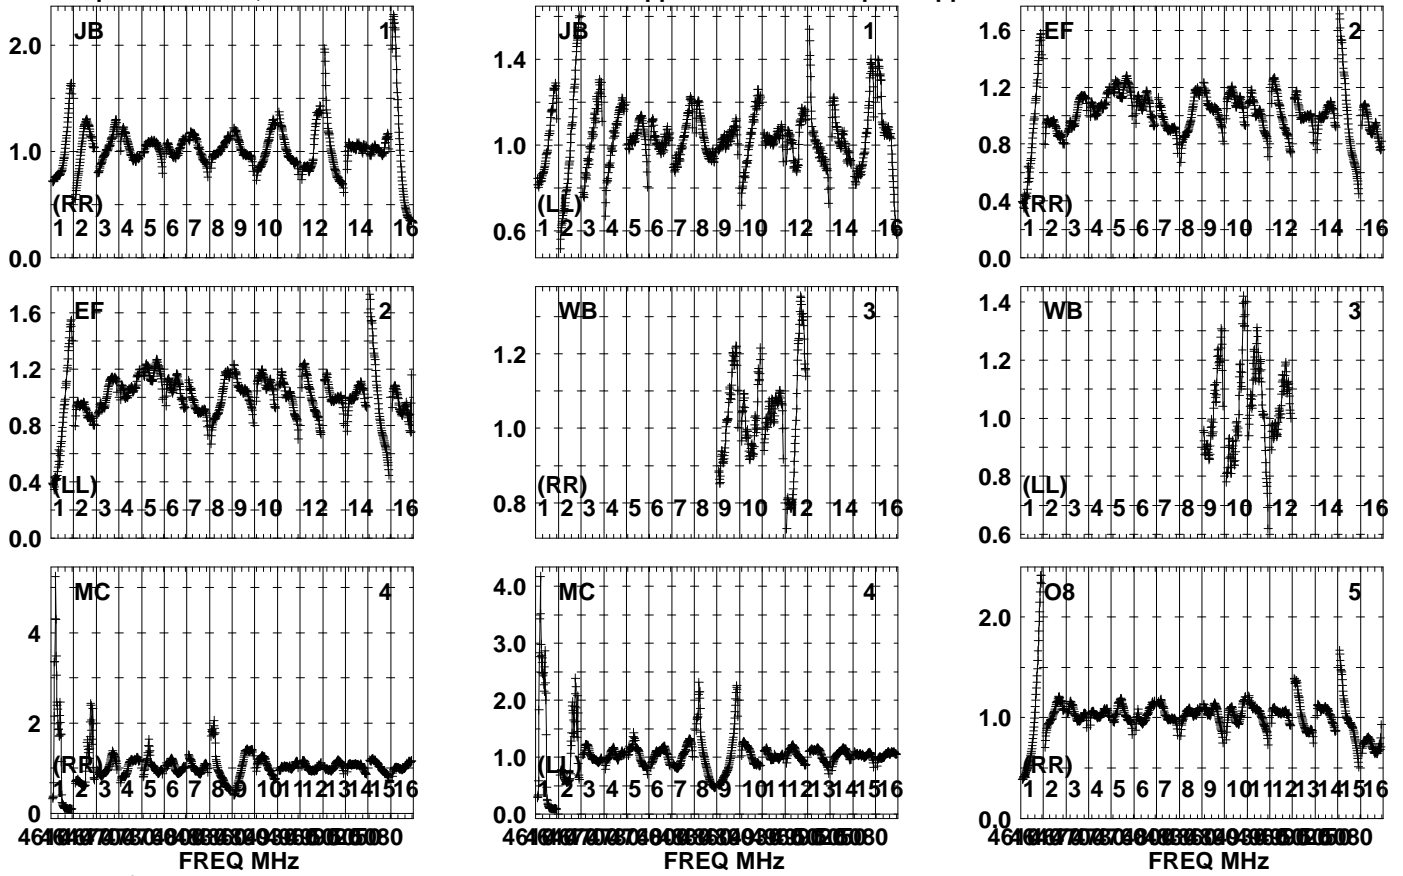 JB 1
2.0
1.0
(RR)
1 2 3 4 5 6 7 8 9 10 12 14 16
0.0
JB 1
1.4
1.0
(LL)
0.6
1 2 3 4 5 6 7 8 9 10 12 14 16
EF 2
1.6
1.2
0.8
0.4
(RR)
1 2 3 4 5 6 7 8 9 10 12 14 16
0.0
EF 2
1.6
1.2
0.8
0.4
(LL)
1 2 3 4 5 6 7 8 9 10 12 14 16
0.0
WB 3
1.2
1.0
(RR)
0.8
1 2 3 4 5 6 7 8 9 10 12 14 16
WB 3
1.4
1.2
1.0
0.8
(LL)
1 2 3 4 5 6 7 8 9 10 12 14 16
0.6
MC 4
4
2
(RR)
1 2 3 4 5 6 7 8 9 10 11 12 13 14 15 16
0
FREQ MHz
MC 4
4.0
3.0
2.0
1.0
(LL)
1 2 3 4 5 6 7 8 9 10 11 12 13 14 15 16
0.0
FREQ MHz
O8 5
2.0
1.0
(RR)
1 2 3 4 5 6 7 8 9 10 11 12 13 14 15 16
0.0
FREQ MHz